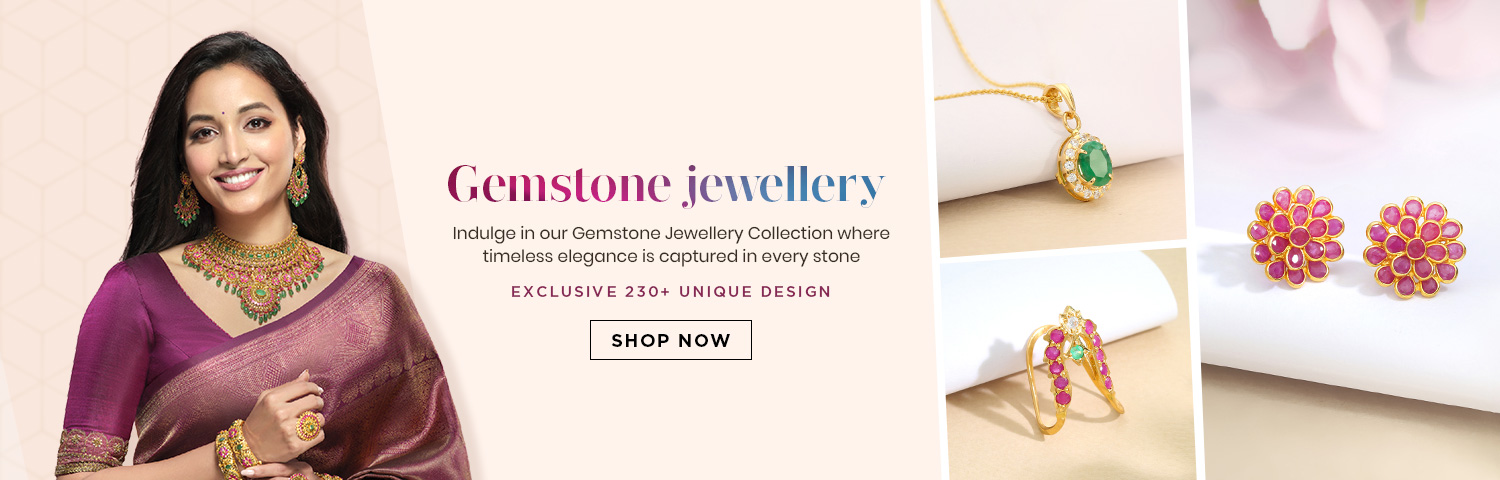 Gemstone jewellery
Indulge in our Gemstone Jewellery Collection where
timeless elegance is captured in every stone
EXCLUSIVE 230+ UNIQUE DESIGN
SHOP NOW